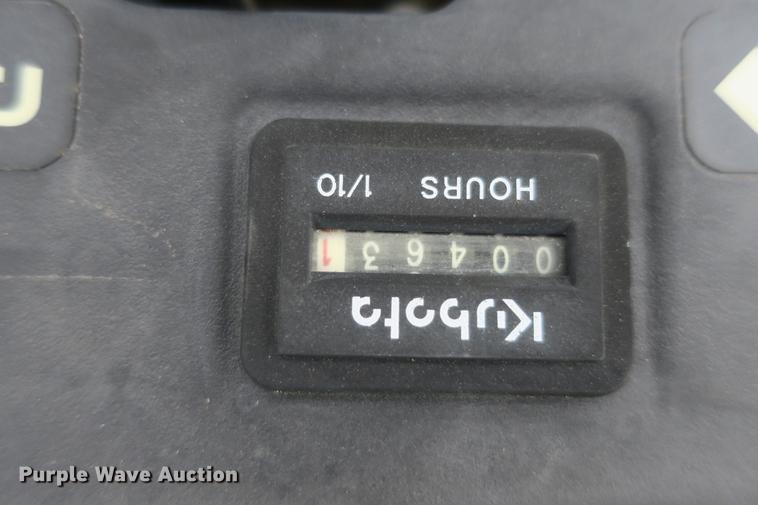 Kubota
004631
HOURS 1/10
Purple Wave Auction